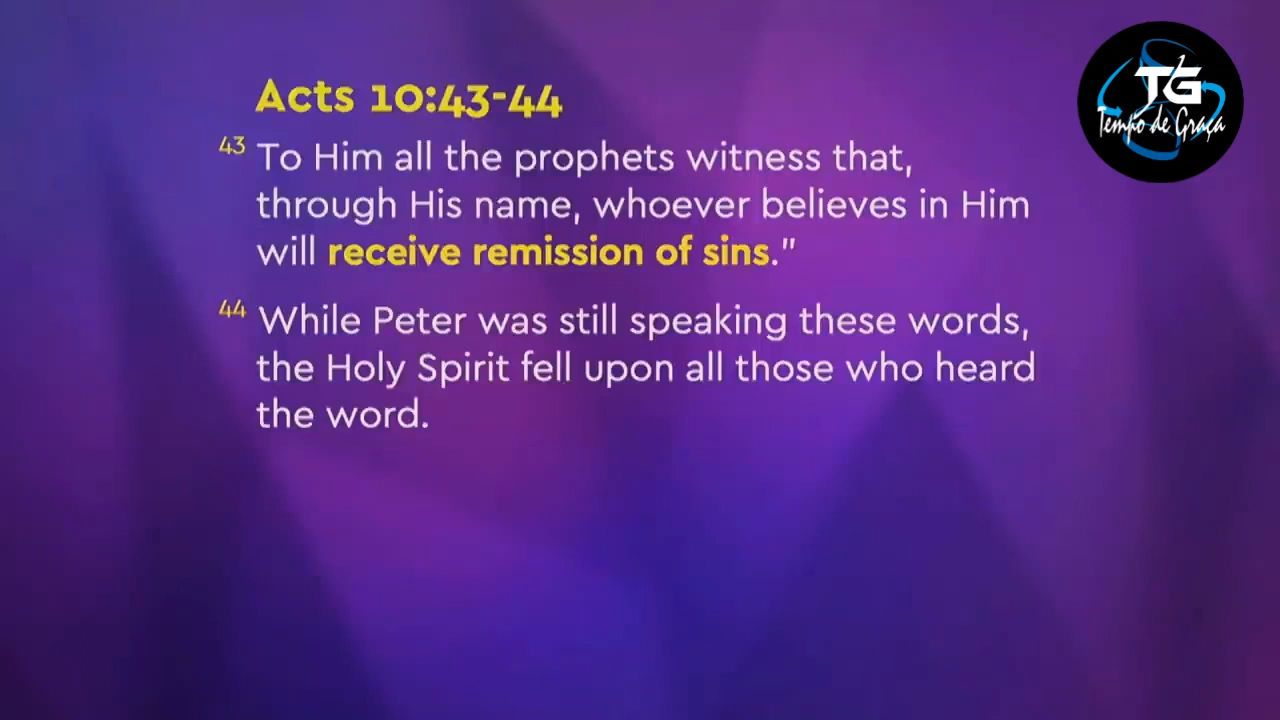 Acts 10:43-44
43 To Him all the prophets witness that,
through His name, whoever believes in Him
will receive remission of sins."
44 While Peter was still speaking these words,
the Holy Spirit fell upon all those who heard
the word.
TG
Tempo de Graça